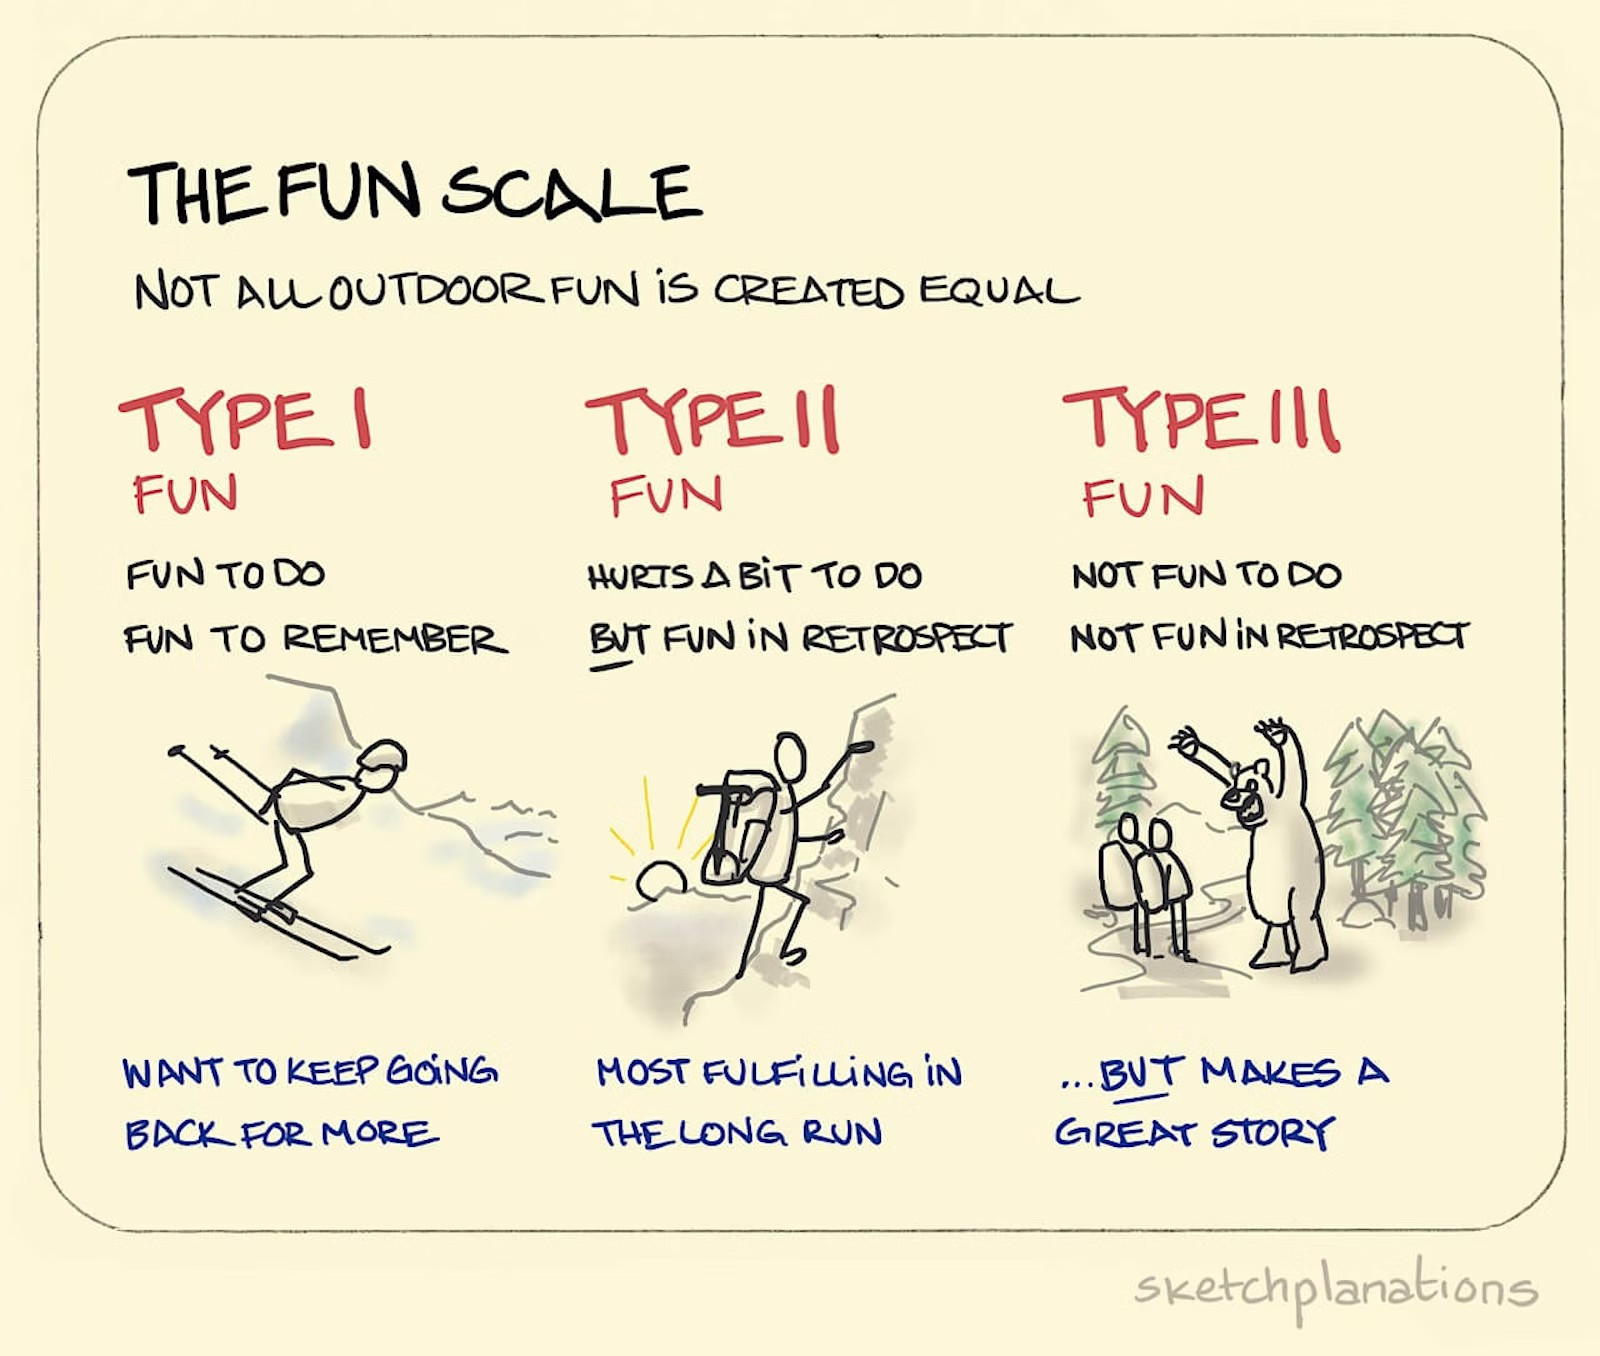 THE FUN SCALE
NOT ALL OUTDOOR FUN iS CREATED EQUAL
TYPE I
FUN
FUN TO DO
FUN TO REMEMBER
WANT TO KEEP GOiNG
BACK FOR MORE
TYPE II
FUN
HURTS A BiT TO DO
BUT FUN iN RETROSPECT
MOST FULFiLLiNG iN
THE LONG RUN
TYPE III
FUN
NOT FUN TO DO
NOT FUN iN RETROSPECT
...BUT MAKES A
GREAT STORY
sketchplanations